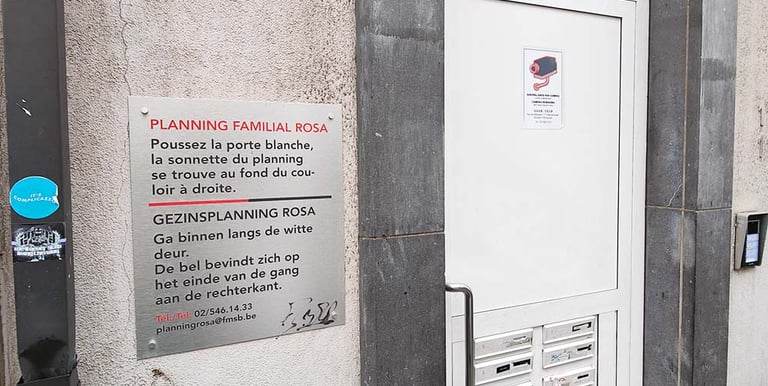 PLANNING FAMILIAL ROSA
Poussez la porte blanche,
la sonnette du planning
se trouve au fond du cou-
loir à droite.
GEZINSPLANNING ROSA
Ga binnen langs de witte
deur.
De bel bevindt zich op
het einde van de gang
aan de rechterkant.
Tél./Tel: 02/546.14.33
planningrosa@fmsb.be
IT'S
COMPLICATED